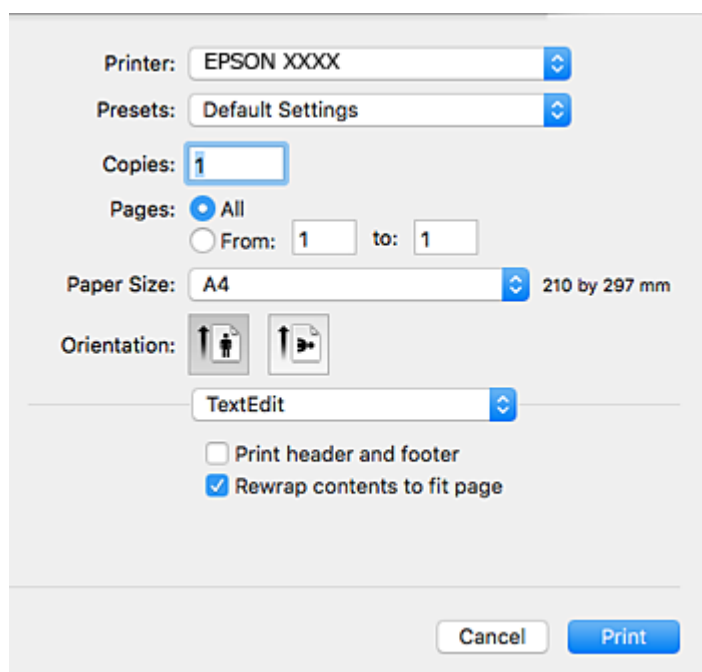 Printer: EPSON XXXX
Presets: Default Settings
Copies: 1
Pages: All
From: 1 to: 1
Paper Size: A4 210 by 297 mm
Orientation:
TextEdit
Print header and footer
Rewrap contents to fit page
Cancel Print